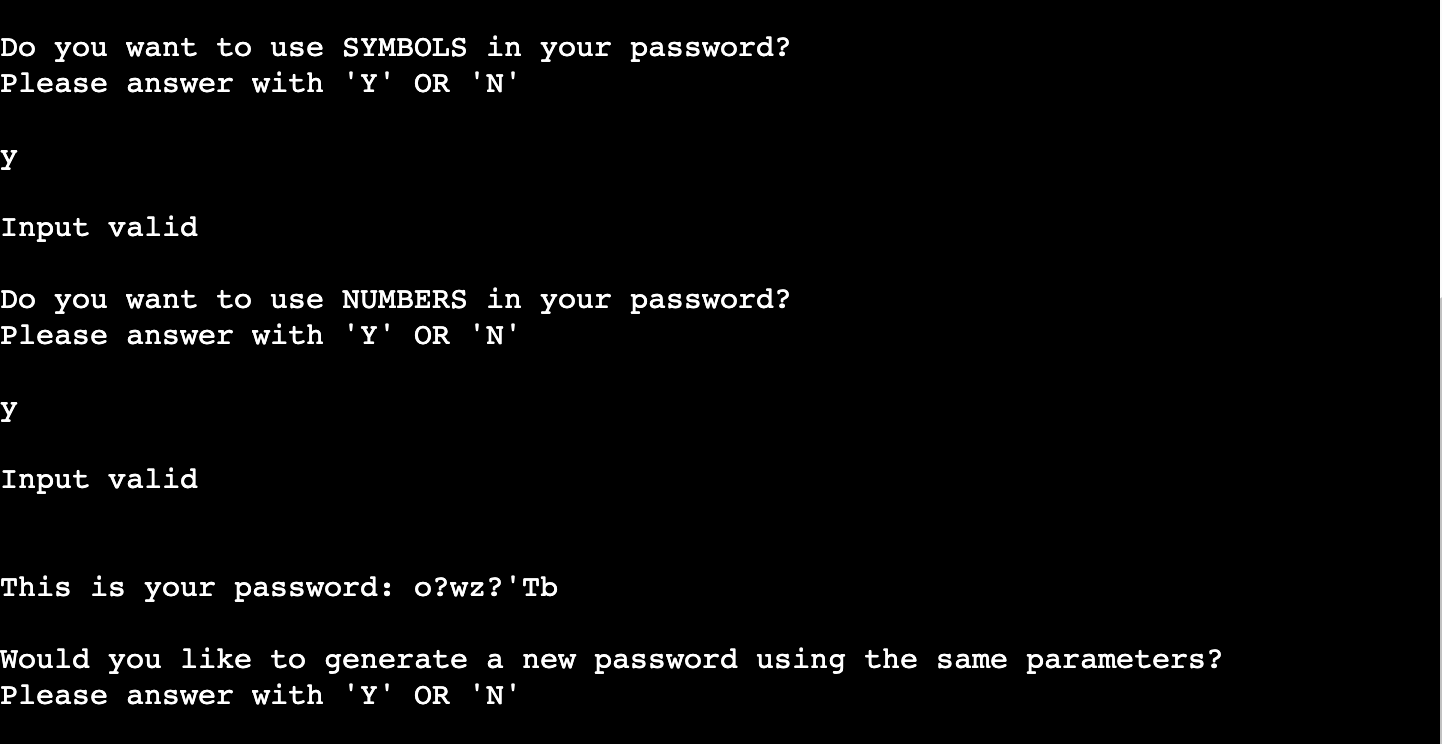 Do you want to use SYMBOLS in your password?
Please answer with 'Y' OR 'N'
y
Input valid
Do you want to use NUMBERS in your password?
Please answer with 'Y' OR 'N'
y
Input valid
This is your password: o?wz?'Tb
Would you like to generate a new password using the same parameters?
Please answer with 'Y' OR 'N'